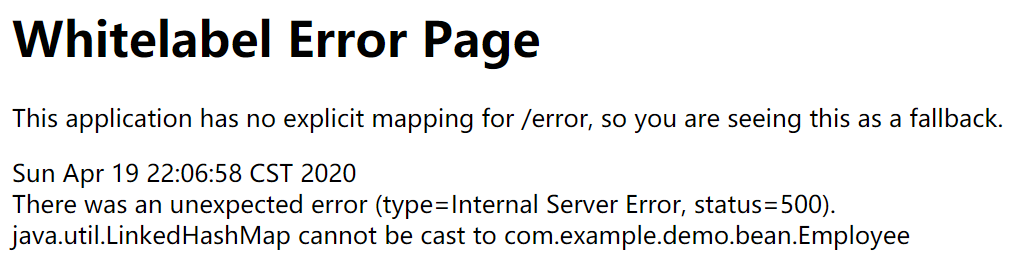 Whitelabel Error Page
This application has no explicit mapping for /error, so you are seeing this as a fallback.
Sun Apr 19 22:06:58 CST 2020
There was an unexpected error (type=Internal Server Error, status=500).
java.util.LinkedHashMap cannot be cast to com.example.demo.bean.Employee